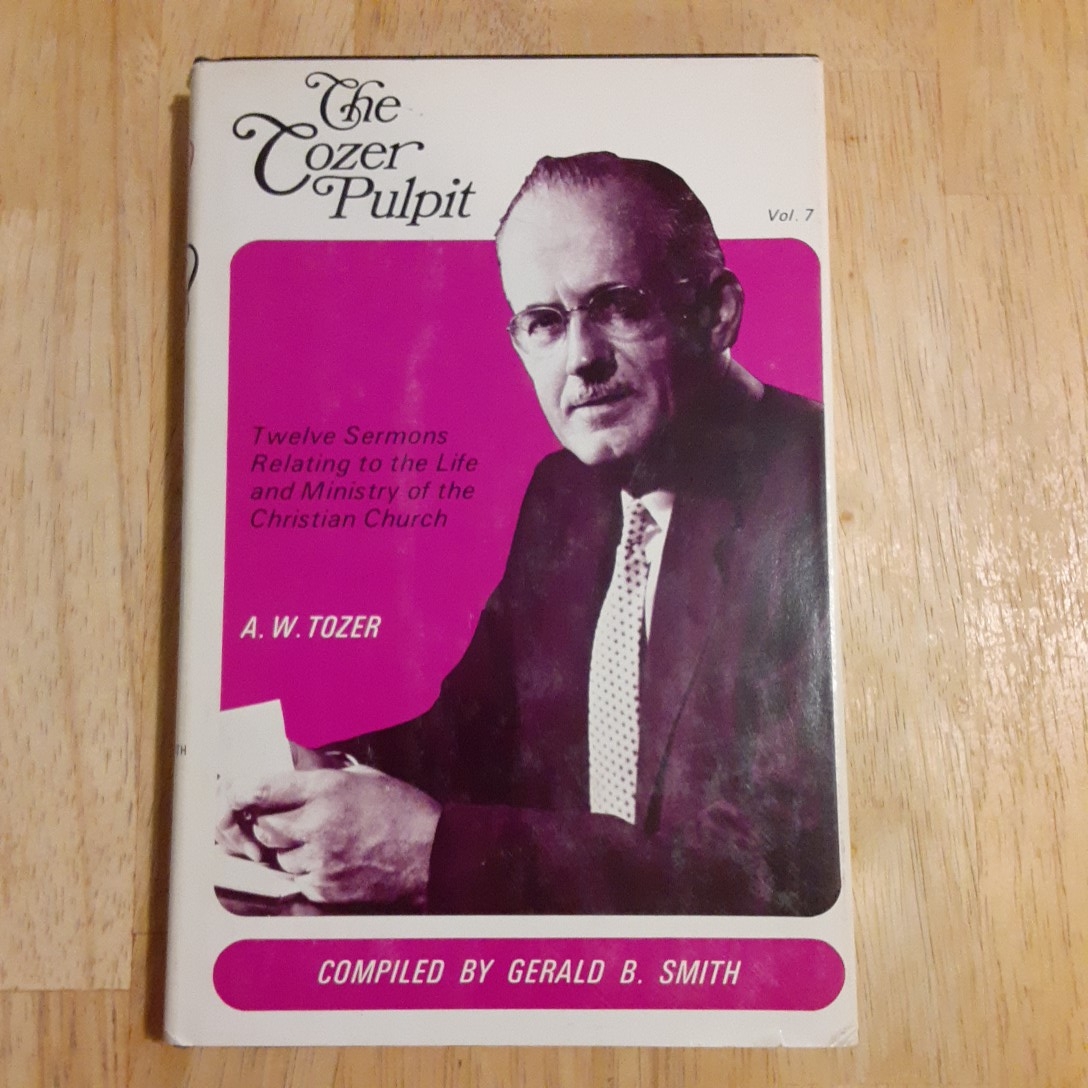 The
Tozer
Pulpit
Vol. 7
Twelve Sermons
Relating to the Life
and Ministry of the
Christian Church
A. W. TOZER
TH
COMPILED BY GERALD B. SMITH